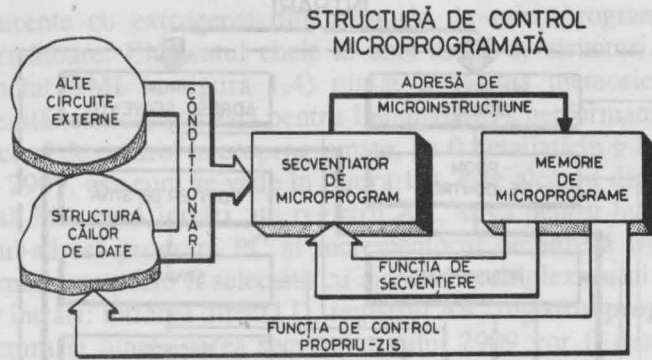 STRUCTURĂ DE CONTROL
MICROPROGRAMATĂ
ALTE
CIRCUITE
EXTERNE
CONDIȚIONĂRI
ADRESĂ DE
MICROINSTRUCȚIUNE
SECVENȚIATOR
DE
MICROPROGRAM
MEMORIE
DE
MICROPROGRAME
STRUCTURA
CĂILOR
DE DATE
FUNCȚIA DE
SECVENȚIERE
FUNCȚIA DE CONTROL
PROPRIU-ZIS